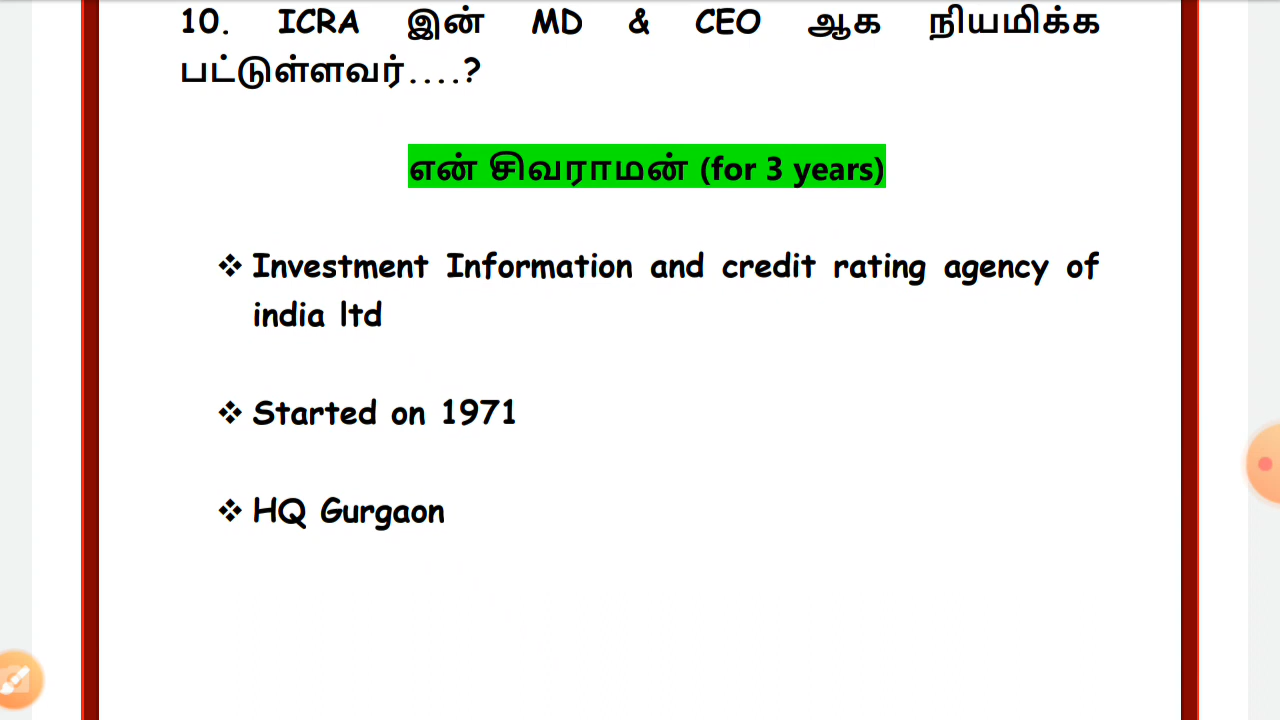 10. ICRA இன் MD & CEO ஆக நியமிக்க
பட்டுள்ளவர்....?
என் சிவராமன் (for 3 years)
❖ Investment Information and credit rating agency of
india ltd
❖ Started on 1971
❖ HQ Gurgaon